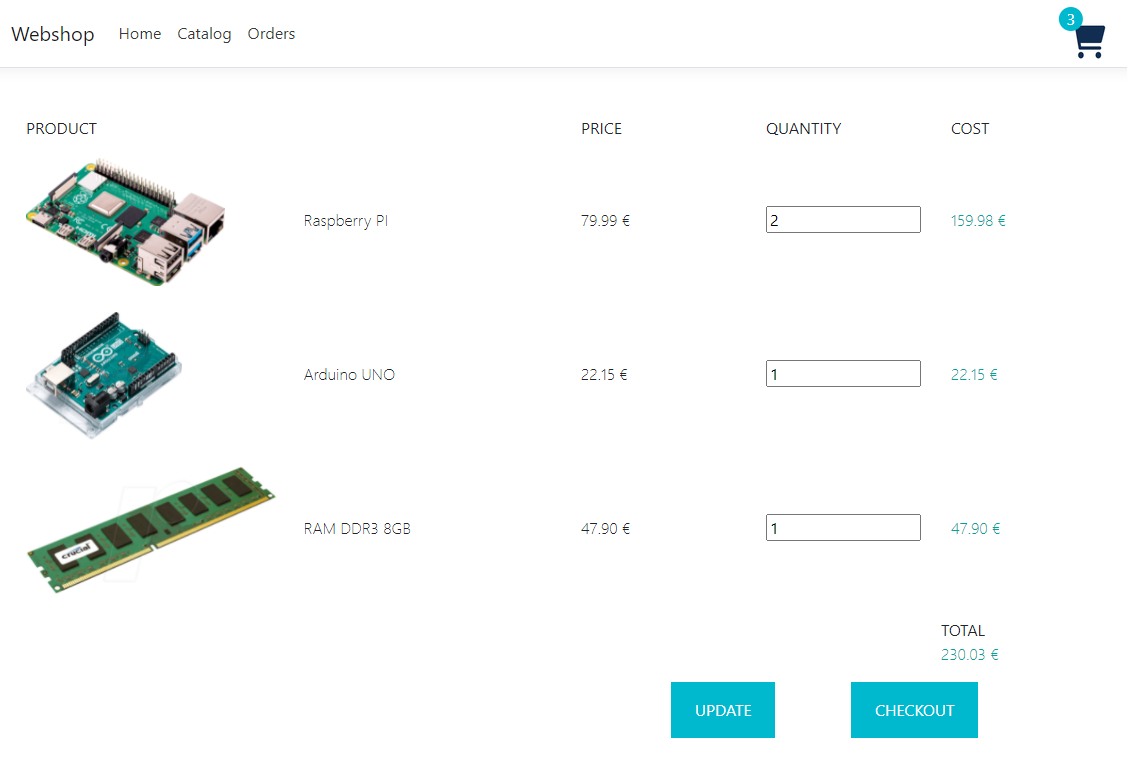 Webshop Home Catalog Orders 3
PRODUCT PRICE QUANTITY COST
Raspberry PI 79.99 € 2 159.98 €
Arduino UNO 22.15 € 1 22.15 €
crucial
RAM DDR3 8GB 47.90 € 1 47.90 €
TOTAL
230.03 €
UPDATE CHECKOUT